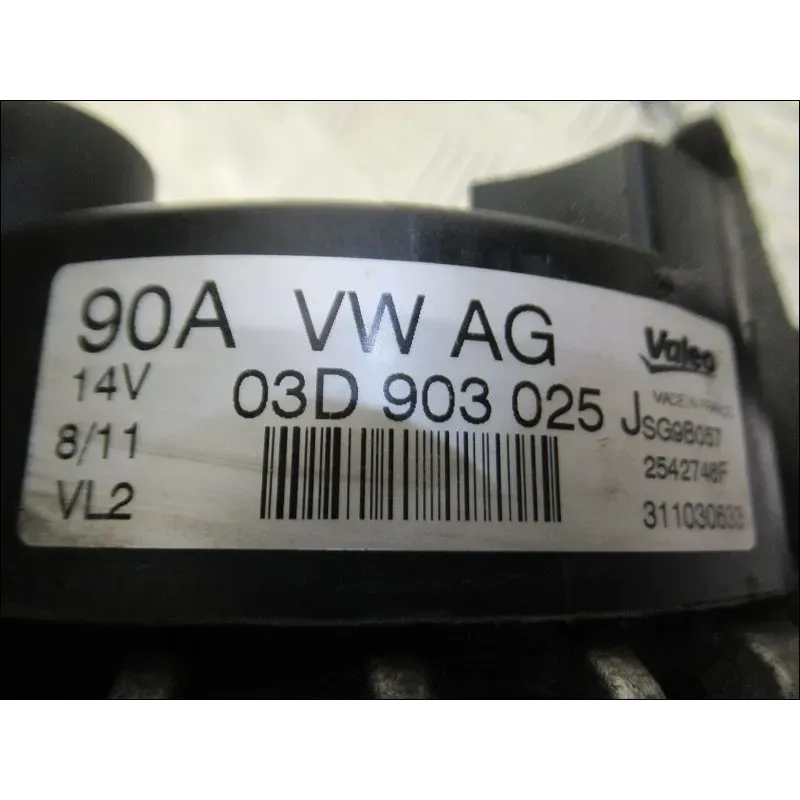 90A VW AG
14V 03D 903 025 J
8/11
VL2
Valeo
MADE IN FRANCE
SG9B057
2542748F
311030633